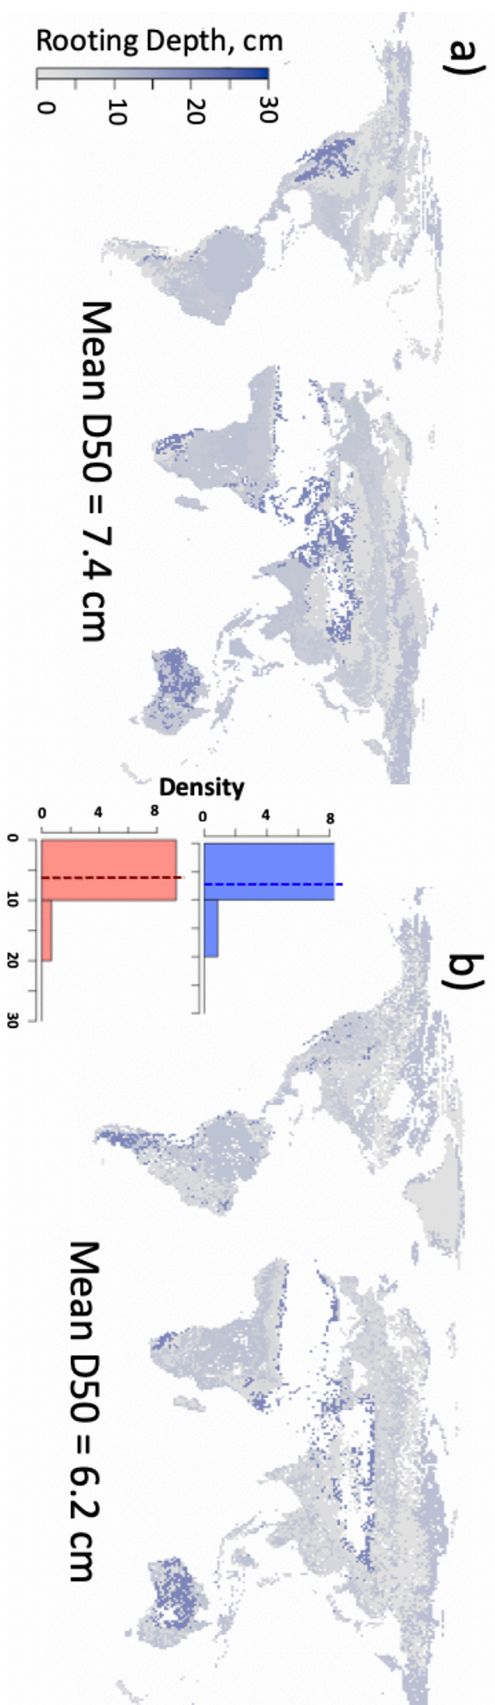 a)
Rooting Depth, cm
0 10 20 30
Mean D50 = 7.4 cm
Density
0 4 8
0 4 8
0 10 20 30
b)
Mean D50 = 6.2 cm